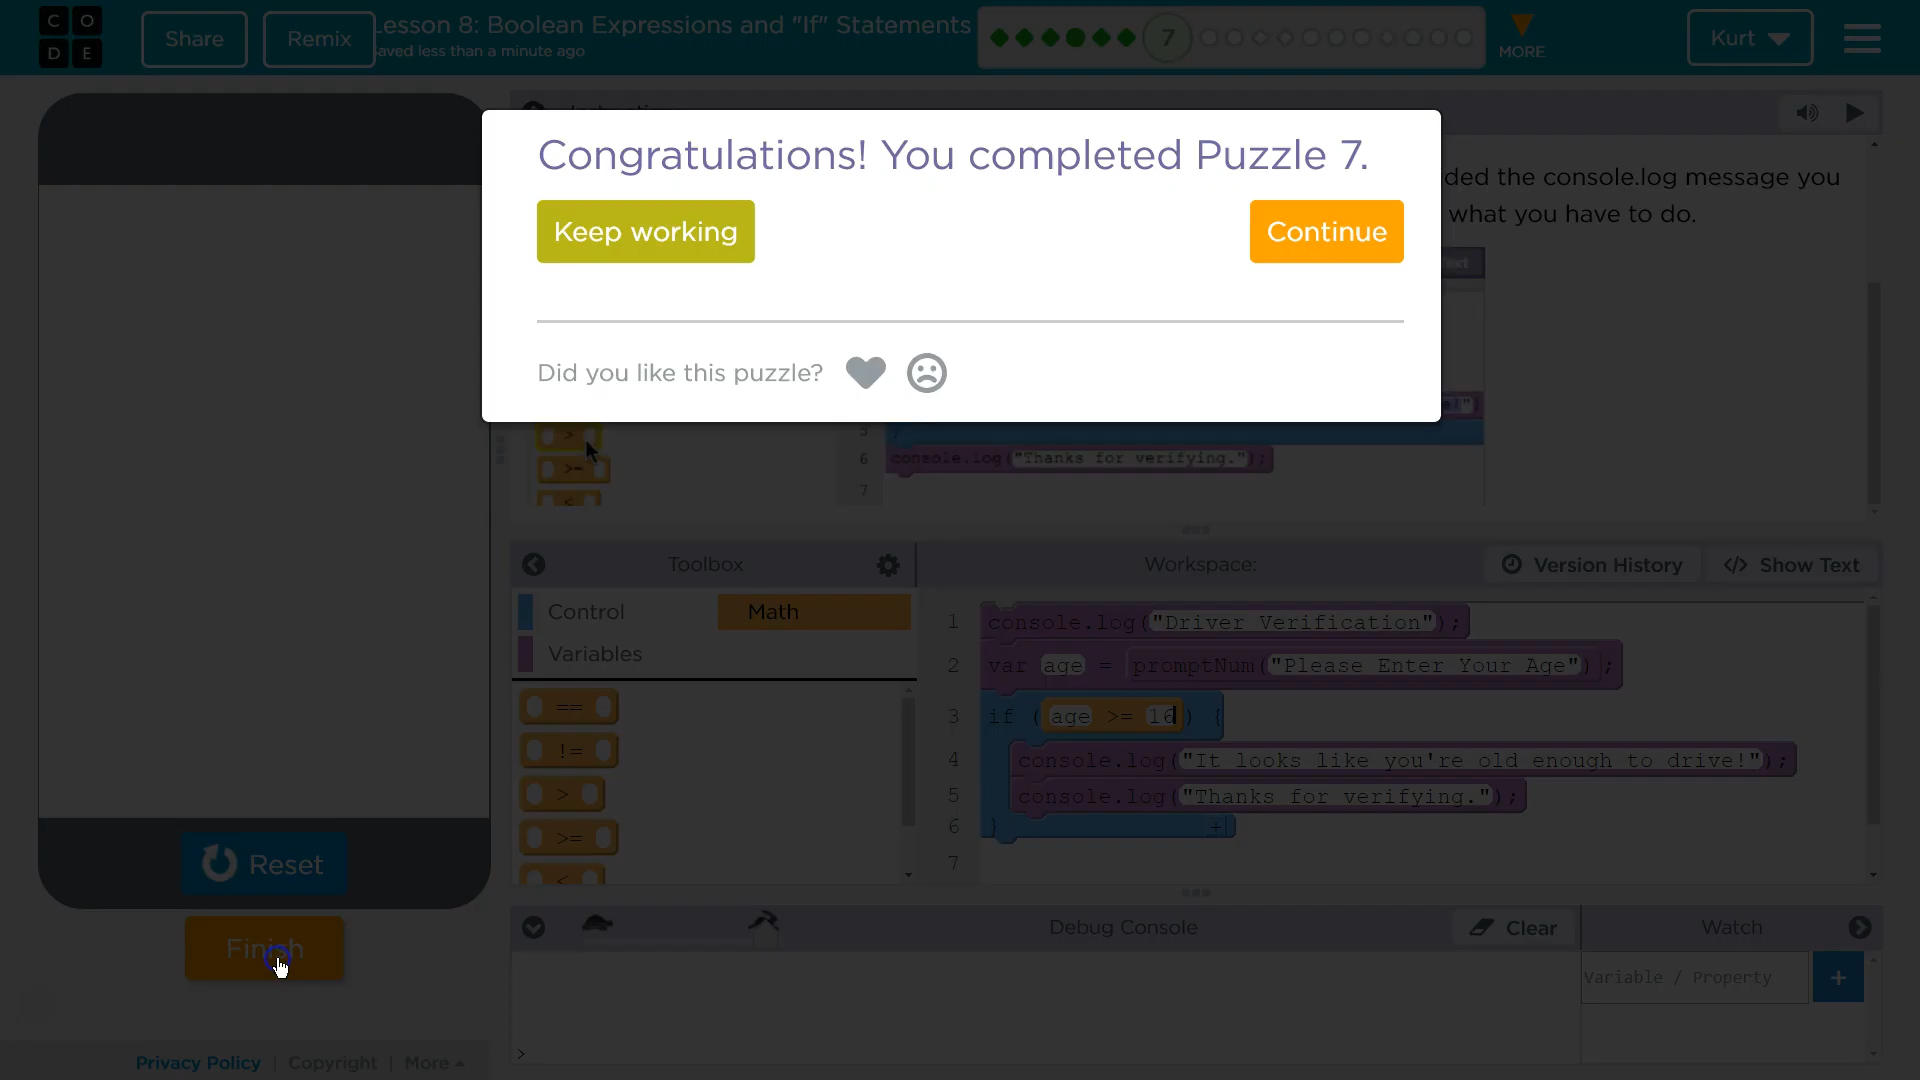 C O
D E
Share
Remix
Lesson 8: Boolean Expressions and "If" Statements
saved less than a minute ago
7
MORE
Kurt
Congratulations! You completed Puzzle 7.
Keep working
Continue
Did you like this puzzle?
ded the console.log message you
what you have to do.
>
>=
<
5 }
6 console.log("Thanks for verifying.");
7
Toolbox
Workspace:
Version History
</> Show Text
Control
Math
Variables
==
!=
>
>=
<
1 console.log("Driver Verification");
2 var age = promptNum("Please Enter Your Age");
3 if (age >= 16) {
4 console.log("It looks like you're old enough to drive!");
5 console.log("Thanks for verifying.");
6 } +
7
Reset
Finish
Debug Console
Clear
Watch
Variable / Property
+
>
Privacy Policy | Copyright | More